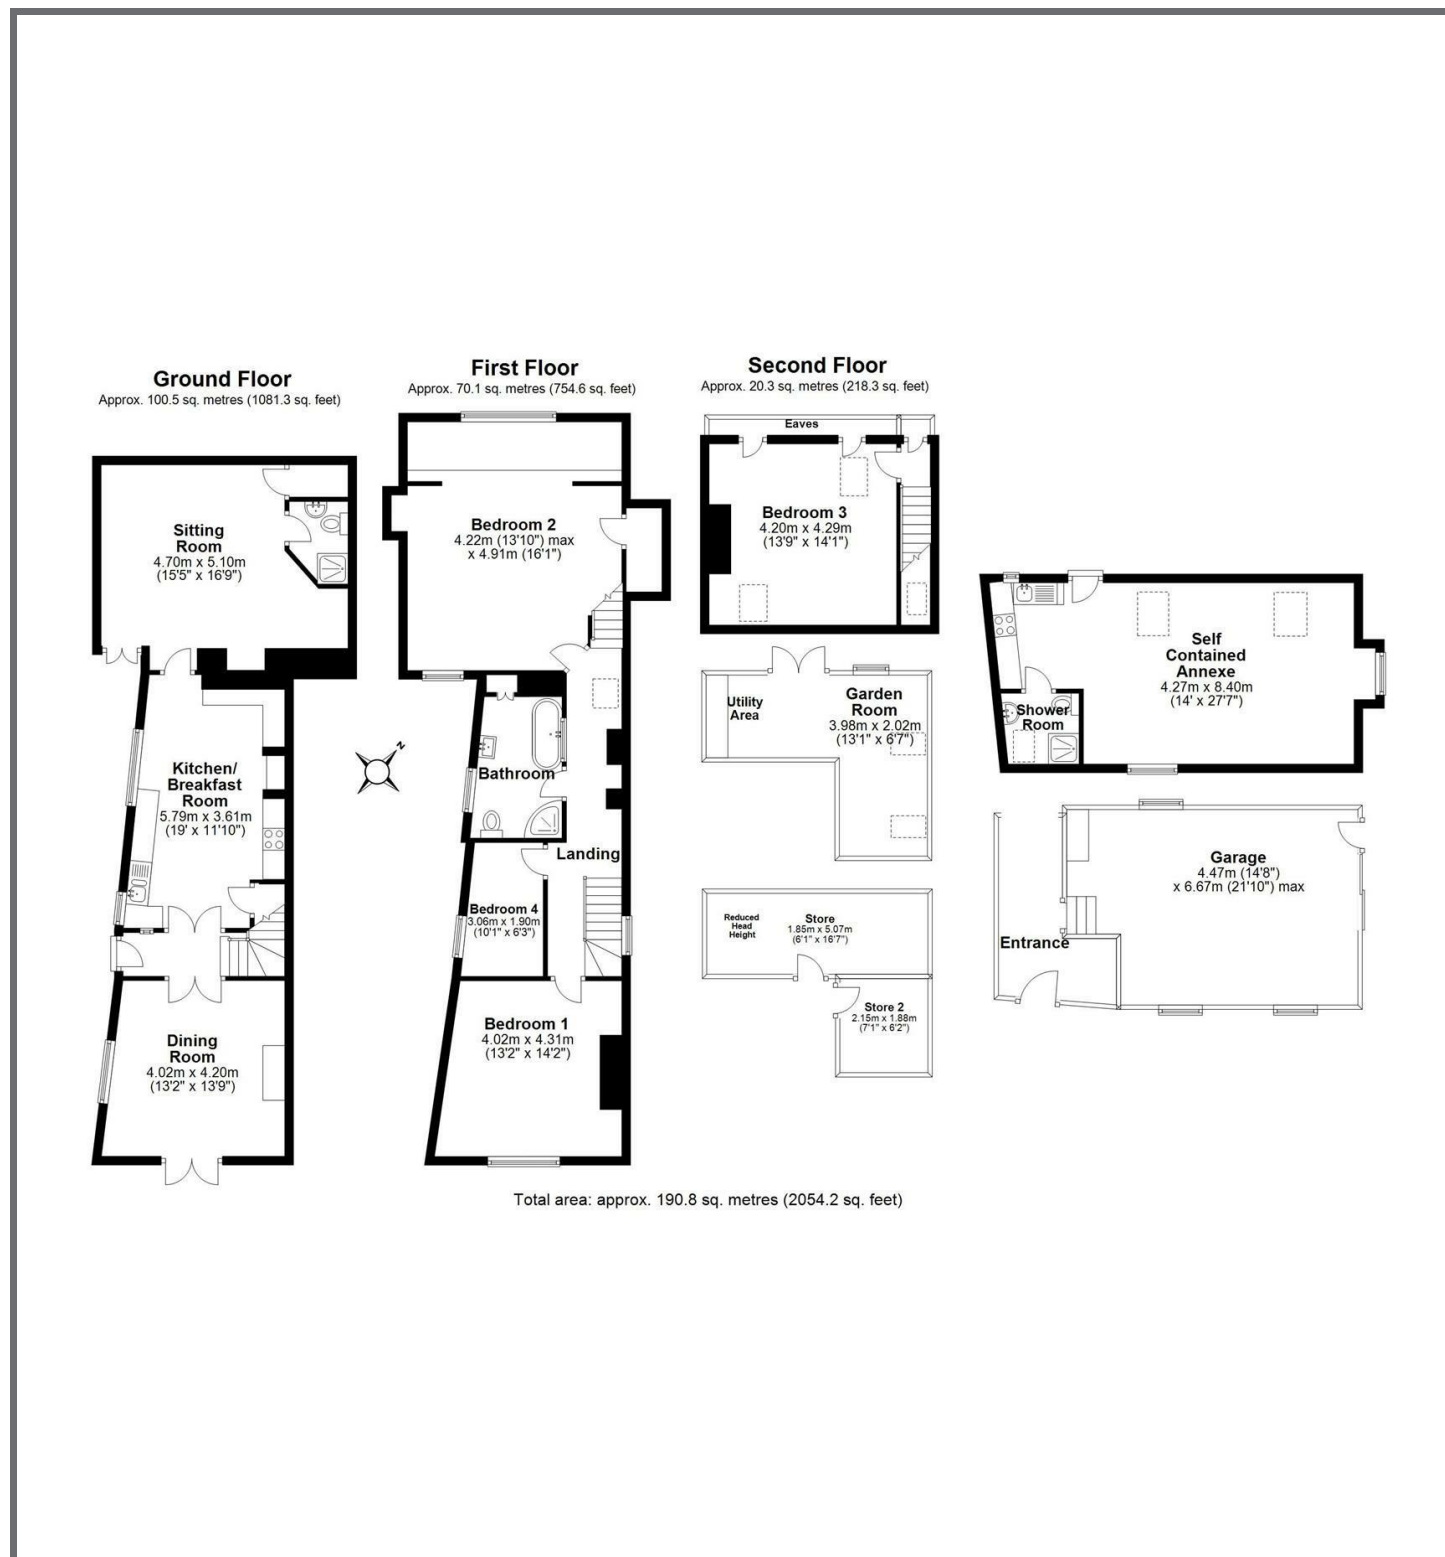 Ground Floor
Approx. 100.5 sq. metres (1081.3 sq. feet)
Sitting
Room
4.70m x 5.10m
(15'5" x 16'9")
Kitchen/
Breakfast
Room
5.79m x 3.61m
(19' x 11'10")
Dining
Room
4.02m x 4.20m
(13'2" x 13'9")
First Floor
Approx. 70.1 sq. metres (754.6 sq. feet)
Bedroom 2
4.22m (13'10") max
x 4.91m (16'1")
N
Bathroom
Landing
Bedroom 4
3.06m x 1.90m
(10'1" x 6'3")
Bedroom 1
4.02m x 4.31m
(13'2" x 14'2")
Second Floor
Approx. 20.3 sq. metres (218.3 sq. feet)
Eaves
Bedroom 3
4.20m x 4.29m
(13'9" x 14'1")
Utility
Area
Garden
Room
3.98m x 2.02m
(13'1" x 6'7")
Reduced
Head
Height
Store
1.85m x 5.07m
(6'1" x 16'7")
Store 2
2.15m x 1.88m
(7'1" x 6'2")
Self
Contained
Annexe
4.27m x 8.40m
(14' x 27'7")
Shower
Room
Garage
4.47m (14'8")
x 6.67m (21'10") max
Entrance
Total area: approx. 190.8 sq. metres (2054.2 sq. feet)